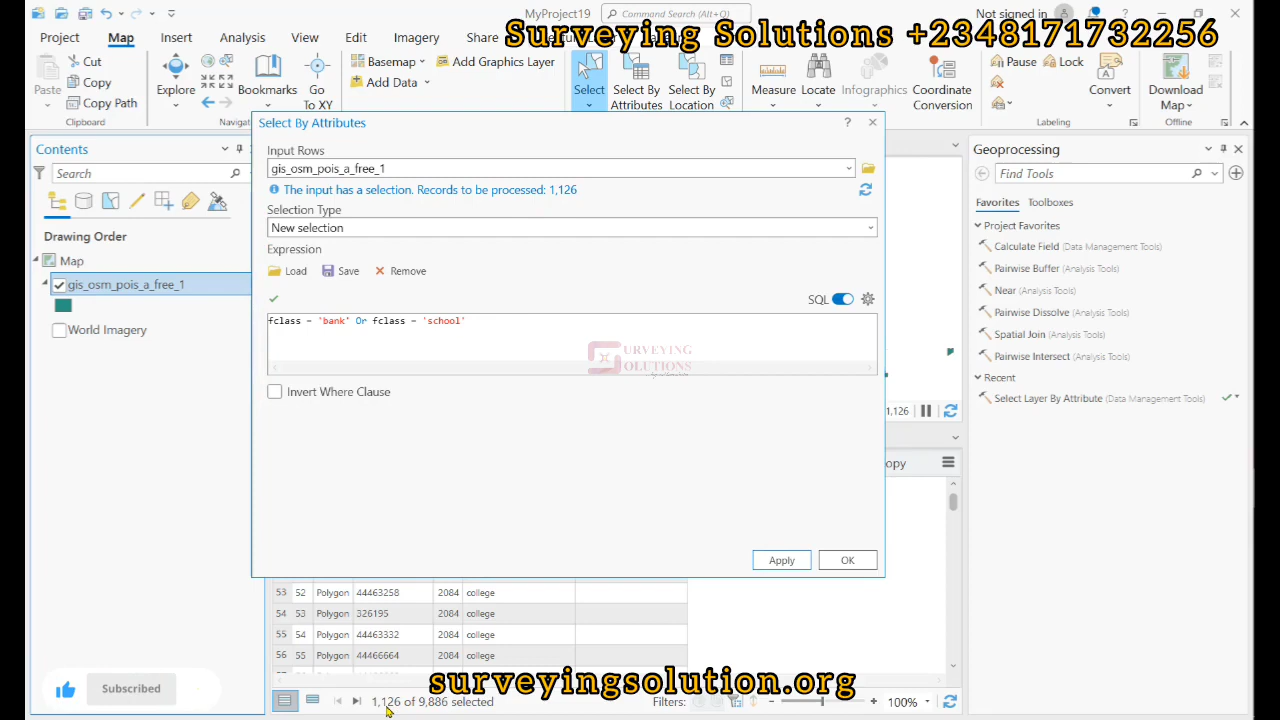 MyProject19
Command Search (Alt+Q)
Not signed in
Surveying Solutions +2348171732256
Project
Map
Insert
Analysis
View
Edit
Imagery
Share
Cut
Copy
Copy Path
Paste
Clipboard
Explore
Bookmarks
Go
To XY
Navigat
Basemap
Add Data
Add Graphics Layer
Select
Select By
Attributes
Select By
Location
Measure
Locate
Infographics
Coordinate
Conversion
Pause
Lock
Labeling
Convert
Download
Map
Offline
Contents
Search
Drawing Order
Map
gis_osm_pois_a_free_1
World Imagery
Select By Attributes
Input Rows
gis_osm_pois_a_free_1
The input has a selection. Records to be processed: 1,126
Selection Type
New selection
Expression
Load
Save
Remove
SQL
fclass = 'bank' Or fclass = 'school'
SURVEYING
SOLUTIONS
Invert Where Clause
Apply
OK
1,126
opy
Geoprocessing
Find Tools
Favorites
Toolboxes
Project Favorites
Calculate Field (Data Management Tools)
Pairwise Buffer (Analysis Tools)
Near (Analysis Tools)
Pairwise Dissolve (Analysis Tools)
Spatial Join (Analysis Tools)
Pairwise Intersect (Analysis Tools)
Recent
Select Layer By Attribute (Data Management Tools)
53 52 Polygon 44463258 2084 college
54 53 Polygon 326195 2084 college
55 54 Polygon 44463332 2084 college
56 55 Polygon 44466664 2084 college
Subscribed
surveyingsolution.org
1,126 of 9,886 selected
Filters:
100%